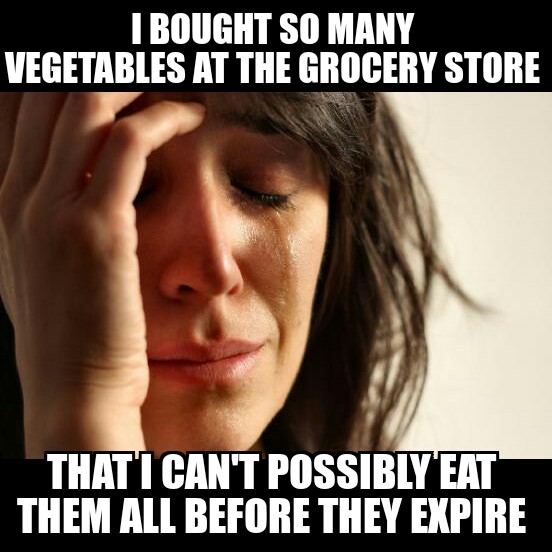 I BOUGHT SO MANY
VEGETABLES AT THE GROCERY STORE
THAT I CAN'T POSSIBLY EAT
THEM ALL BEFORE THEY EXPIRE